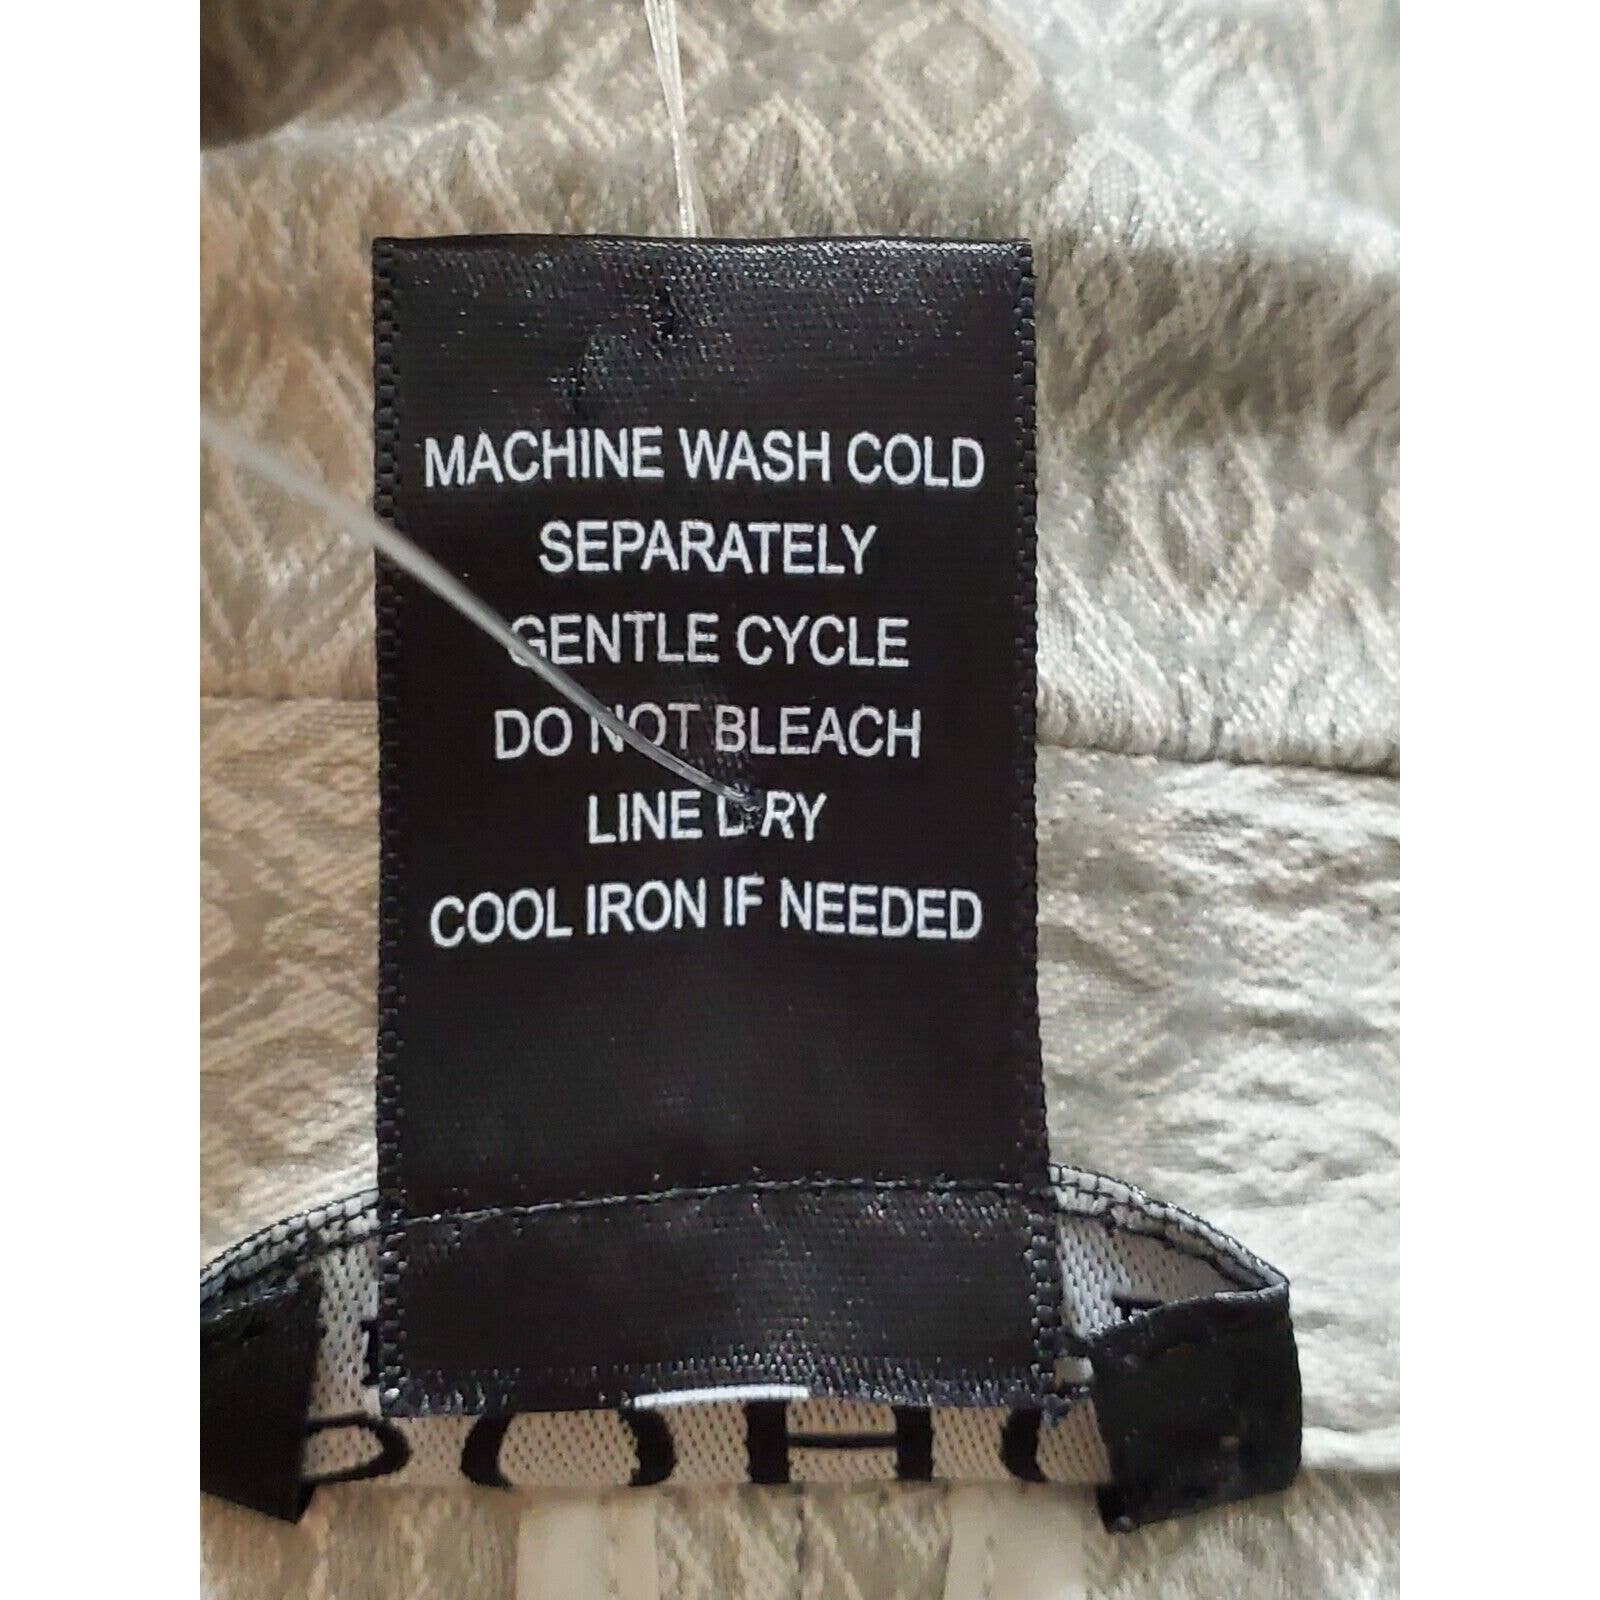 MACHINE WASH COLD
SEPARATELY
GENTLE CYCLE
DO NOT BLEACH
LINE DRY
COOL IRON IF NEEDED